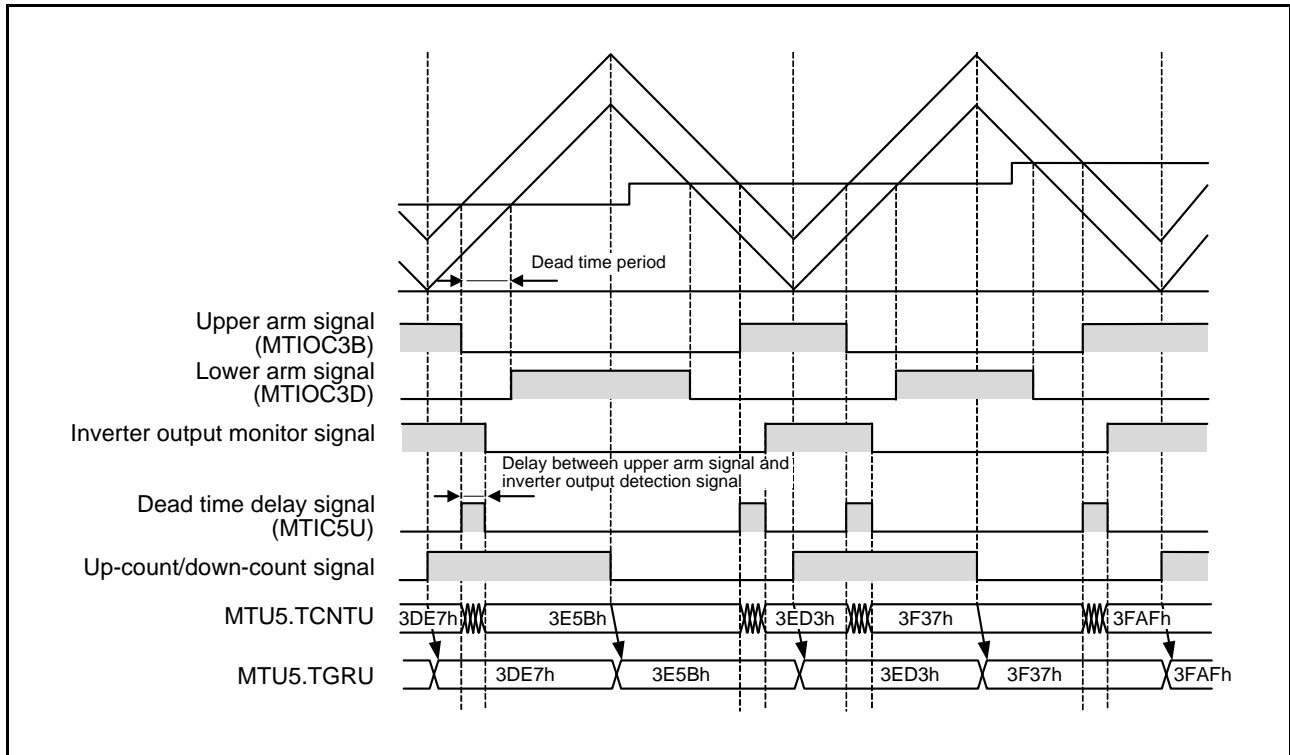 Dead time period
Upper arm signal
(MTIOC3B)
Lower arm signal
(MTIOC3D)
Inverter output monitor signal
Delay between upper arm signal and
inverter output detection signal
Dead time delay signal
(MTIC5U)
Up-count/down-count signal
MTU5.TCNTU 3DE7h 3E5Bh 3ED3h 3F37h 3FAFh
MTU5.TGRU 3DE7h 3E5Bh 3ED3h 3F37h 3FAFh